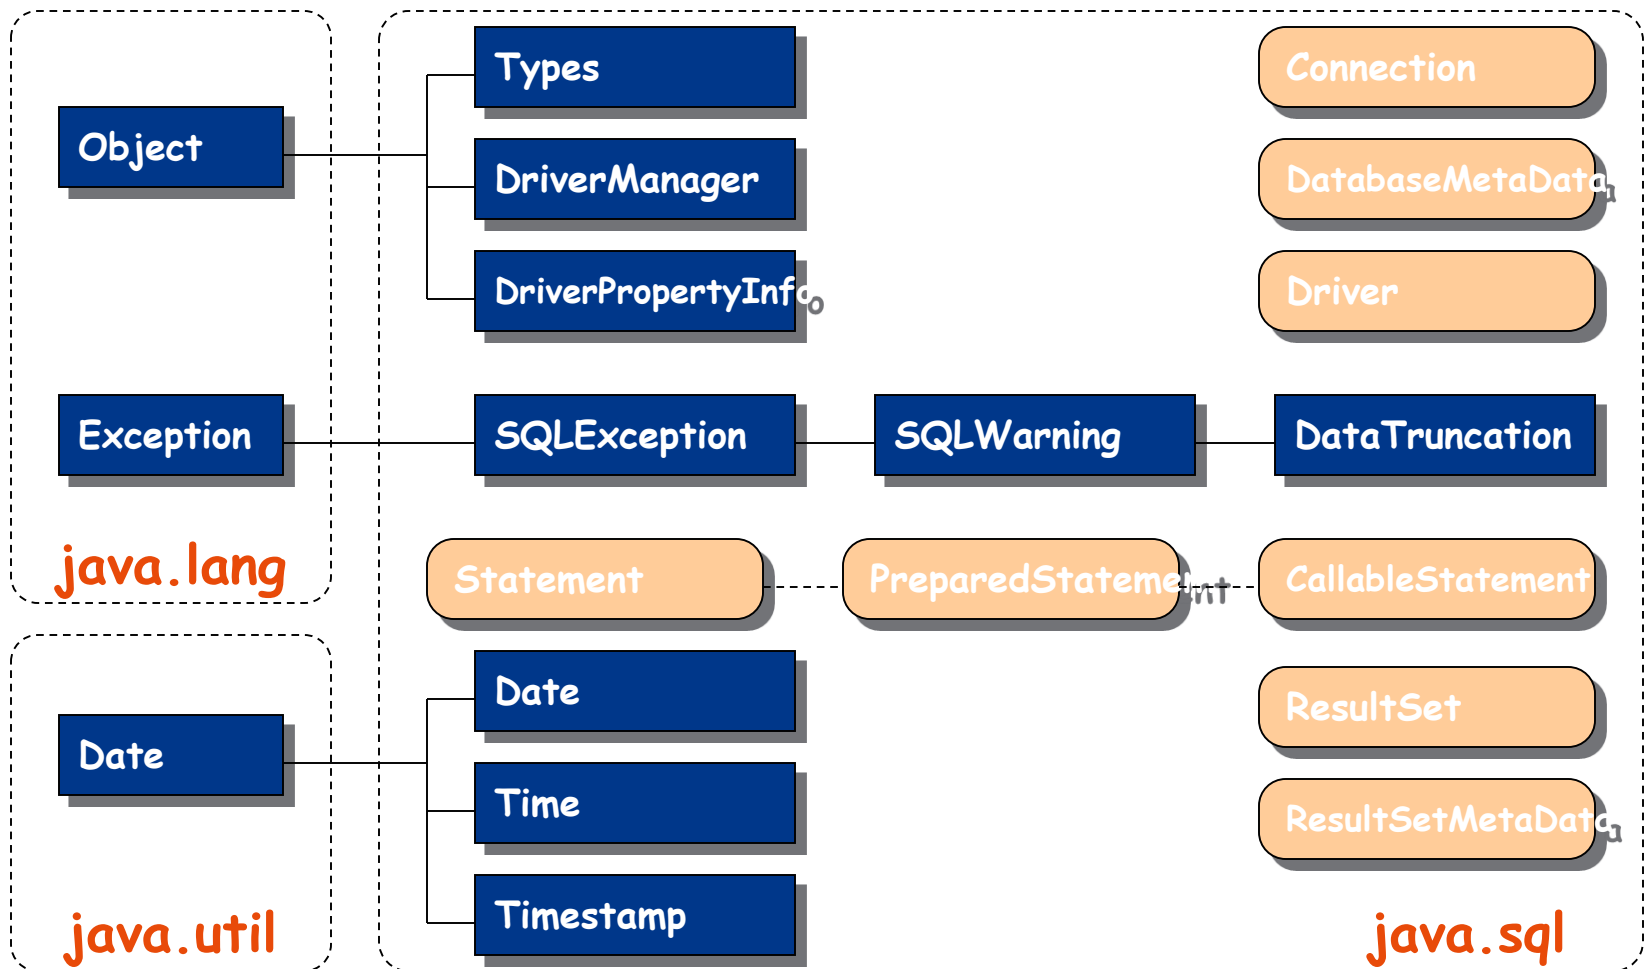 Types
Connection
Object
DriverManager
DatabaseMetaData
DriverPropertyInfo
Driver
Exception
SQLException
SQLWarning
DataTruncation
java.lang
Statement
PreparedStatement
CallableStatement
Date
ResultSet
Date
Time
ResultSetMetaData
Timestamp
java.util
java.sql